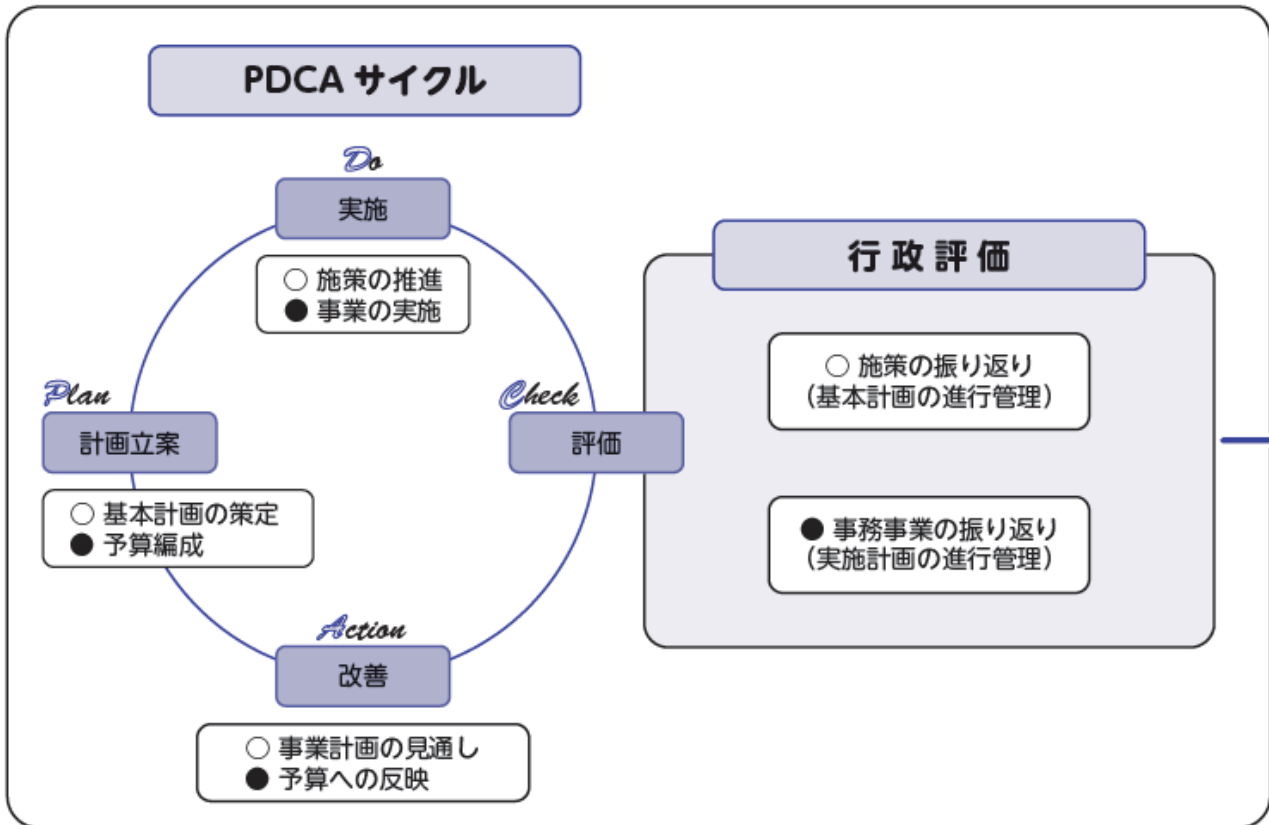 PDCA サイクル
Do
実施
○ 施策の推進
● 事業の実施
Plan
計画立案
○ 基本計画の策定
● 予算編成
Check
評価
Action
改善
○ 事業計画の見通し
● 予算への反映
行政評価
○ 施策の振り返り
（基本計画の進行管理）
● 事務事業の振り返り
（実施計画の進行管理）